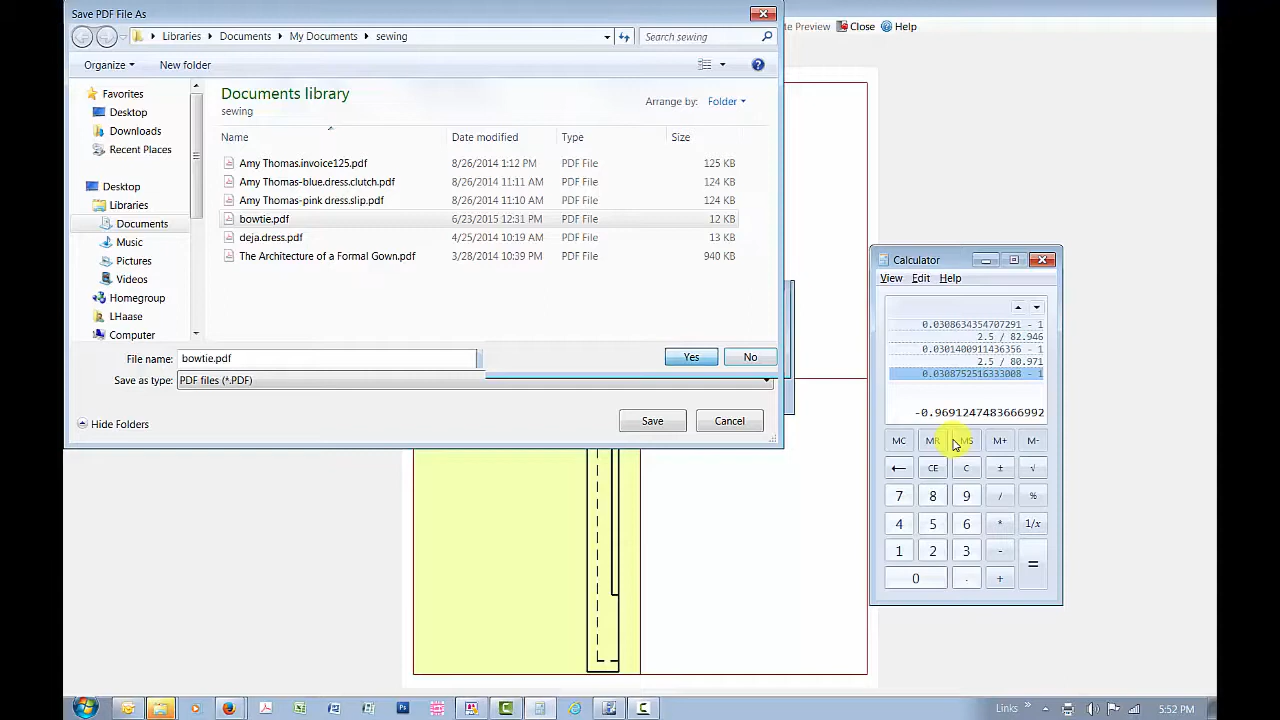 Save PDF File As
Libraries Documents My Documents sewing
Search sewing
te Preview Close Help
Organize New folder
Favorites
Desktop
Downloads
Recent Places
Desktop
Libraries
Documents
Music
Pictures
Videos
Homegroup
LHaase
Computer
Documents library
sewing
Arrange by: Folder
Name Date modified Type Size
Amy Thomas.invoice125.pdf 8/26/2014 1:12 PM PDF File 125 KB
Amy Thomas-blue.dress.clutch.pdf 8/26/2014 11:11 AM PDF File 124 KB
Amy Thomas-pink dress.slip.pdf 8/26/2014 11:10 AM PDF File 124 KB
bowtie.pdf 6/23/2015 12:31 PM PDF File 12 KB
deja.dress.pdf 4/25/2014 10:19 AM PDF File 13 KB
The Architecture of a Formal Gown.pdf 3/28/2014 10:39 PM PDF File 940 KB
File name: bowtie.pdf
Yes No
Save as type: PDF files (*.PDF)
Hide Folders
Save Cancel
Calculator
View Edit Help
0.0308634354707291 - 1
2.5 / 82.946
0.0301400911436356 - 1
2.5 / 80.971
0.0308752516333008 - 1
-0.9691247483666992
MC MR MS M+ M-
← CE C ± √
7 8 9 / %
4 5 6 * 1/x
1 2 3 - =
0 . +
Links » 5:52 PM